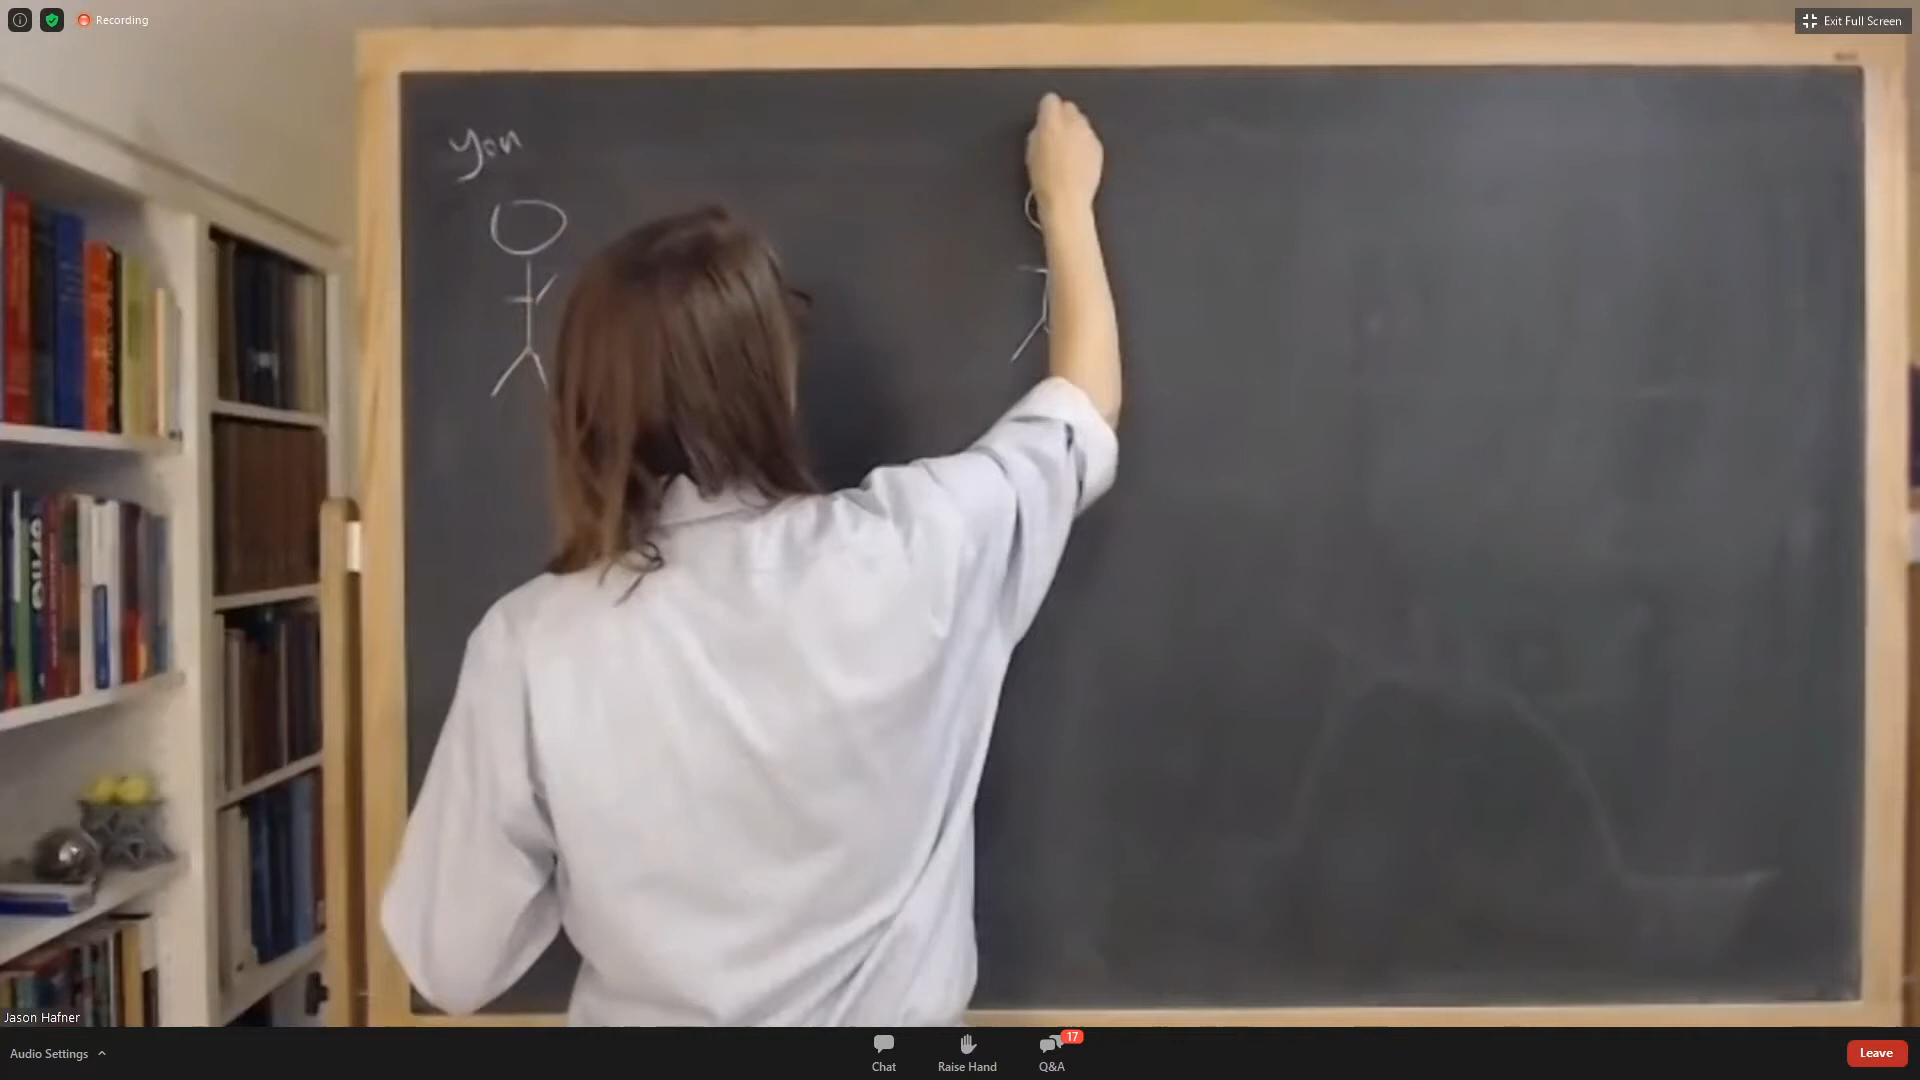 Recording
Exit Full Screen
You
Jason Hafner
Audio Settings
Chat
Raise Hand
Q&A
17
Leave